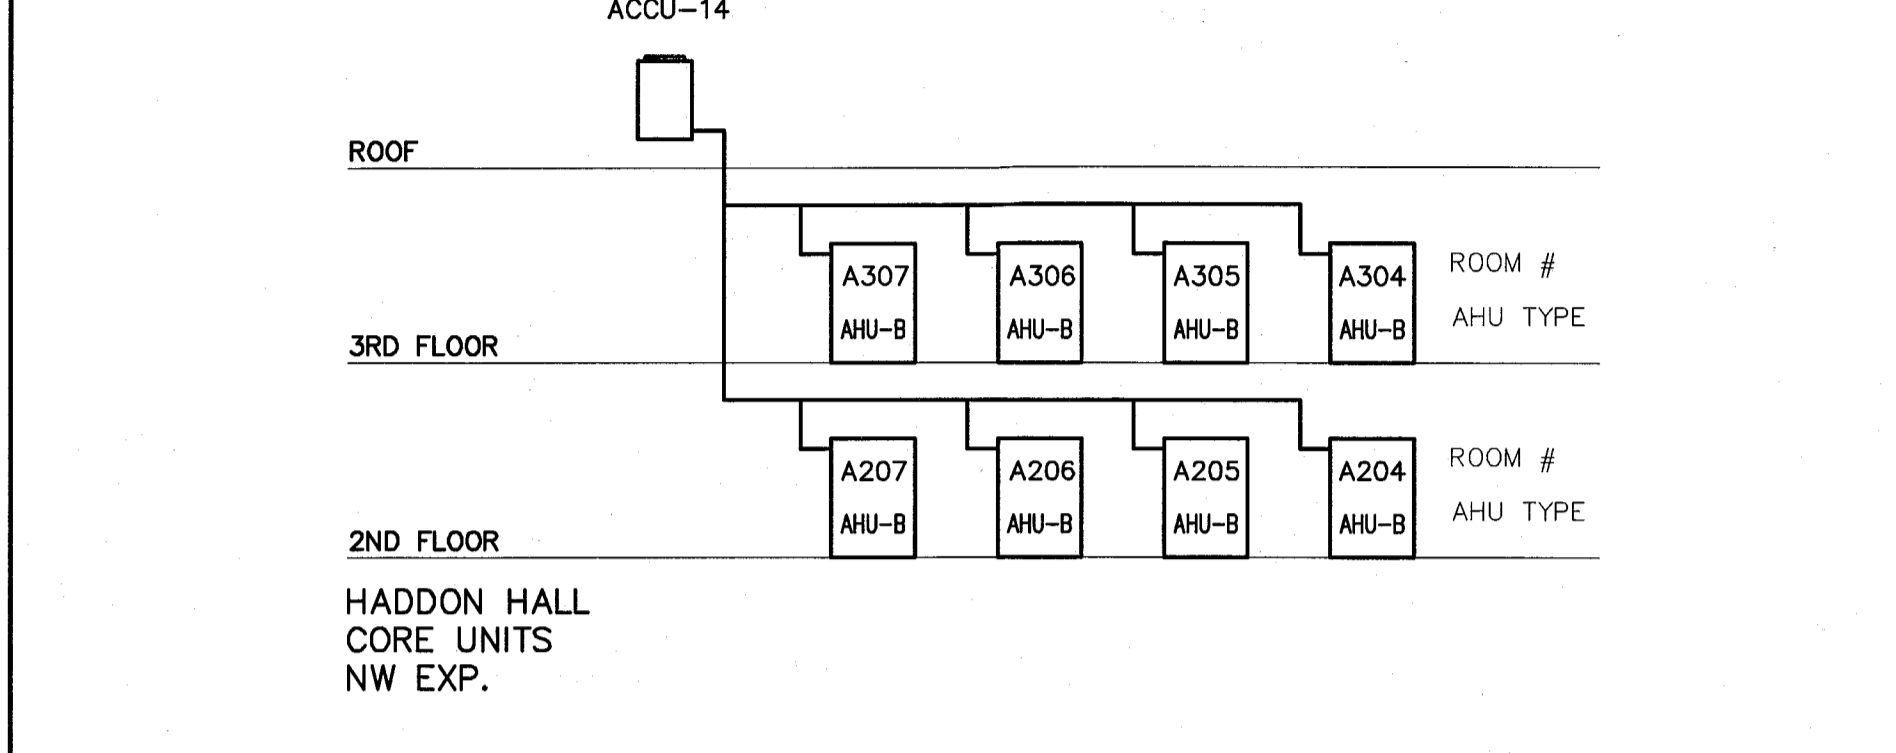 ACCU-14
ROOF
A307 A306 A305 A304 ROOM #
AHU-B AHU-B AHU-B AHU-B AHU TYPE
3RD FLOOR
A207 A206 A205 A204 ROOM #
AHU-B AHU-B AHU-B AHU-B AHU TYPE
2ND FLOOR
HADDON HALL
CORE UNITS
NW EXP.